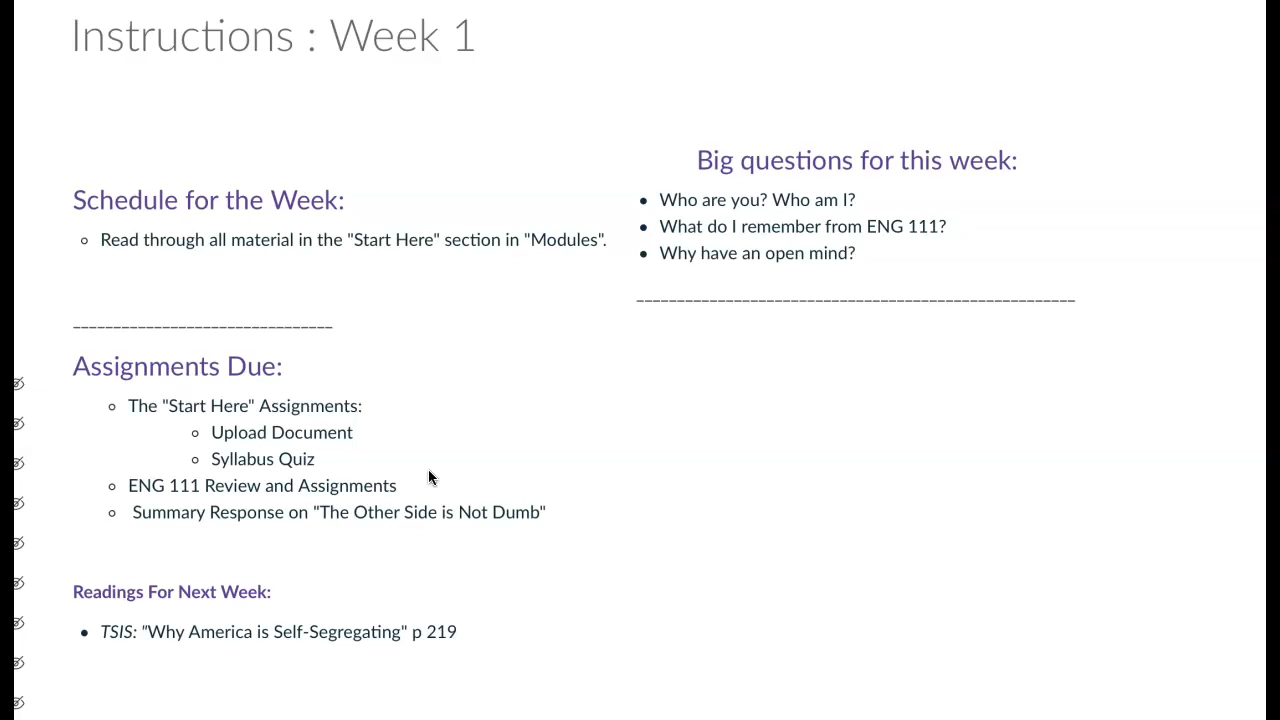 Instructions : Week 1
Schedule for the Week:
Read through all material in the "Start Here" section in "Modules".
________________________________
Assignments Due:
The "Start Here" Assignments:
Upload Document
Syllabus Quiz
ENG 111 Review and Assignments
Summary Response on "The Other Side is Not Dumb"
Readings For Next Week:
TSIS: "Why America is Self-Segregating" p 219
Big questions for this week:
Who are you? Who am I?
What do I remember from ENG 111?
Why have an open mind?
______________________________________________________